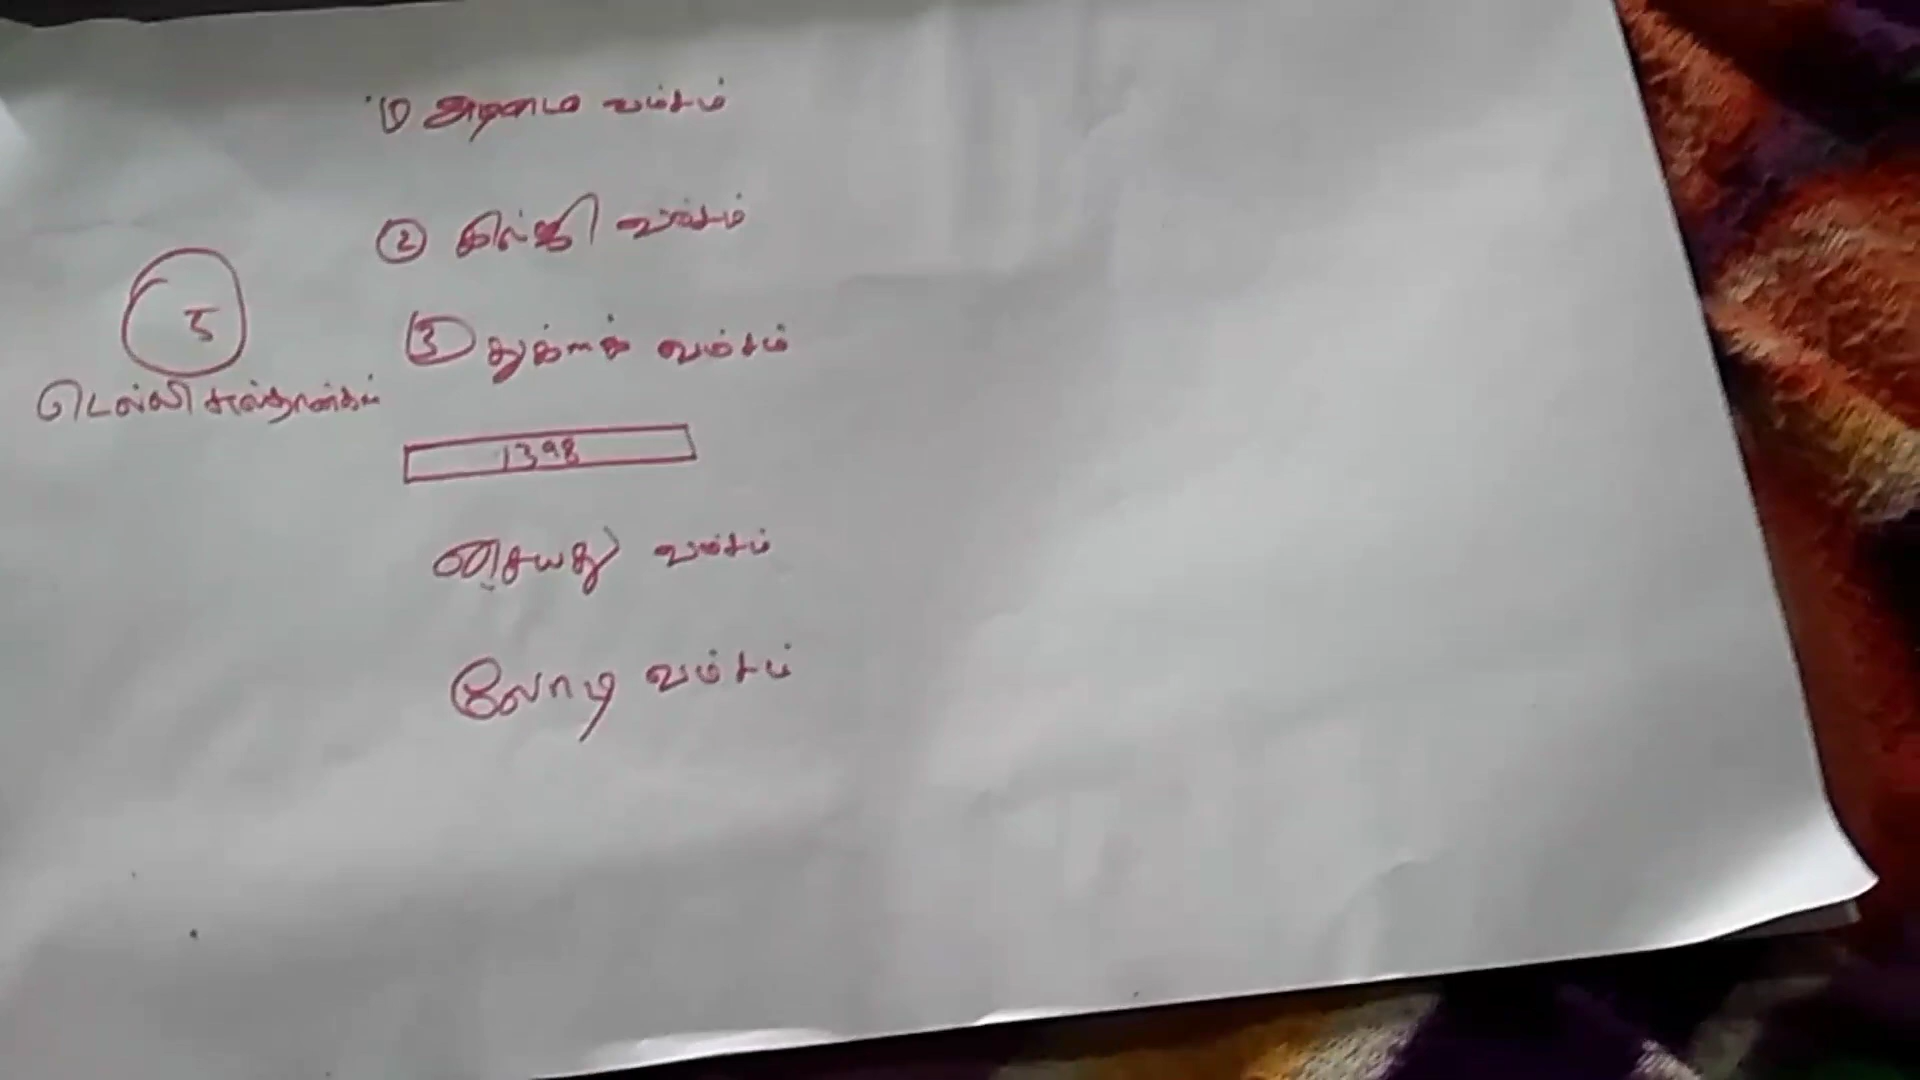 1 அடிமை வம்சம்
2 கில்ஜி வம்சம்
3 துக்ளக் வம்சம்
5
டெல்லி சுல்தான்கள்
1398
சையது வம்சம்
லோடி வம்சம்